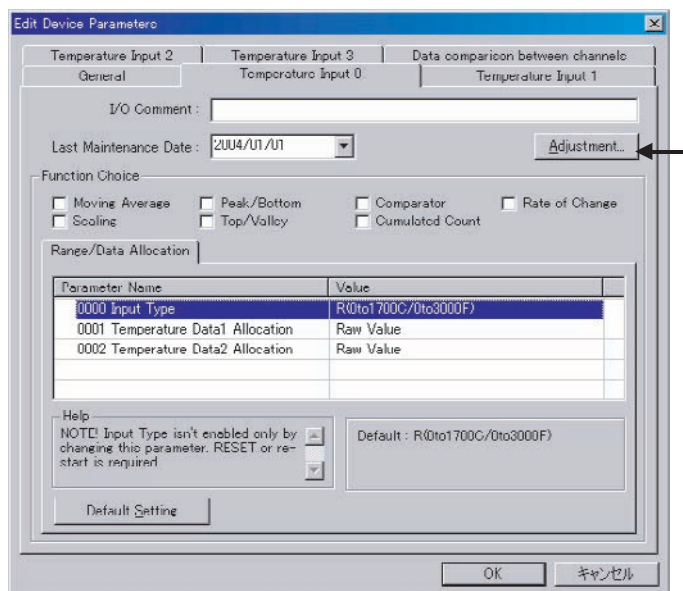 Edit Device Parameters
Temperature Input 2
Temperature Input 3
Data comparison between channels
General
Temperature Input 0
Temperature Input 1
I/O Comment :
Last Maintenance Date : 2004/01/01
Adjustment...
Function Choice
Moving Average
Peak/Bottom
Comparator
Rate of Change
Scaling
Top/Valley
Cumulated Count
Range/Data Allocation
Parameter Name
Value
0000 Input Type
R(0to1700C/0to3000F)
0001 Temperature Data1 Allocation
Raw Value
0002 Temperature Data2 Allocation
Raw Value
Help
NOTE! Input Type isn't enabled only by
changing this parameter. RESET or re-
start is required
Default : R(0to1700C/0to3000F)
Default Setting
OK
キャンセル